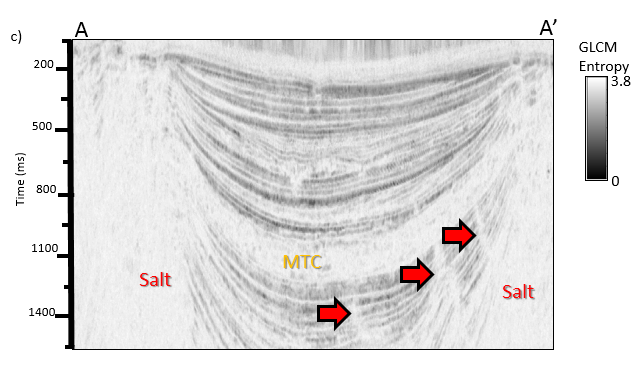 c)
A
A'
GLCM
Entropy
3.8
0
200
500
800
1100
1400
Time (ms)
MTC
Salt
Salt